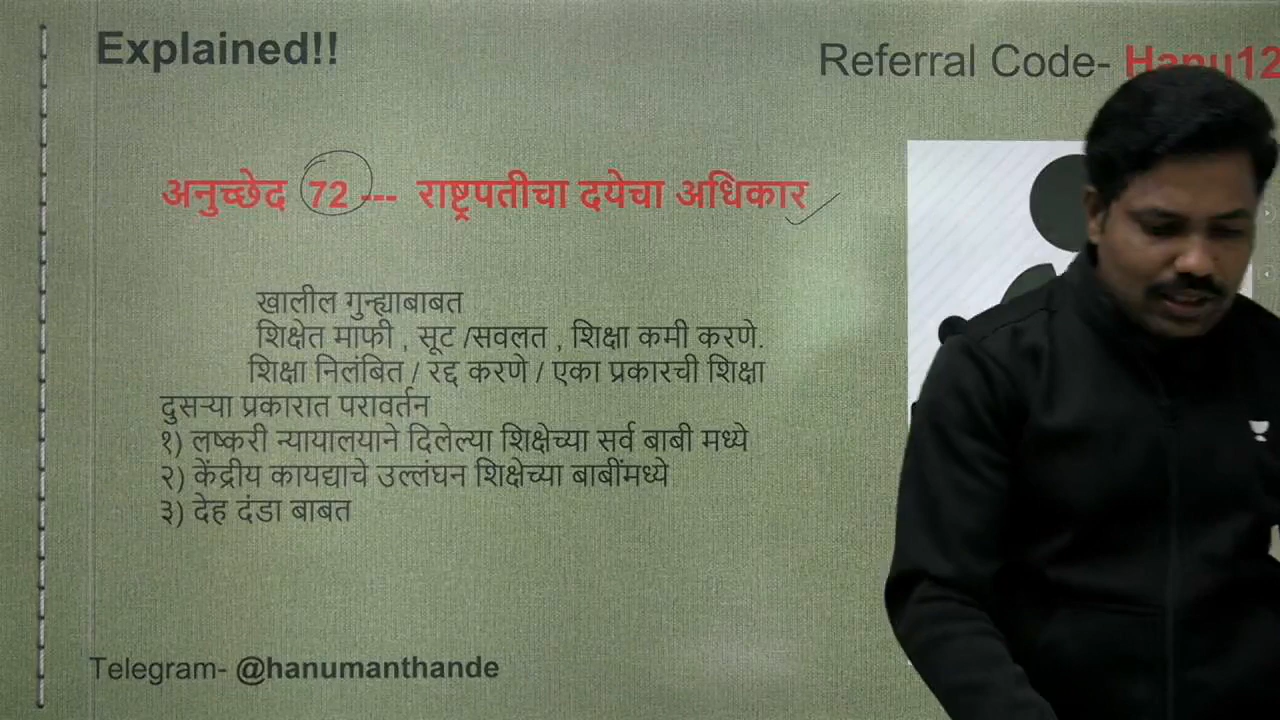 Explained!!
Referral Code- Hanu12
अनुच्छेद 72 --- राष्ट्रपतीचा दयेचा अधिकार
खालील गुन्ह्याबाबत
शिक्षेत माफी , सूट /सवलत , शिक्षा कमी करणे.
शिक्षा निलंबित / रद्द करणे / एका प्रकारची शिक्षा
दुसऱ्या प्रकारात परावर्तन
१) लष्करी न्यायालयाने दिलेल्या शिक्षेच्या सर्व बाबी मध्ये
२) केंद्रीय कायद्याचे उल्लंघन शिक्षेच्या बाबींमध्ये
३) देह दंडा बाबत
Telegram- @hanumanthande